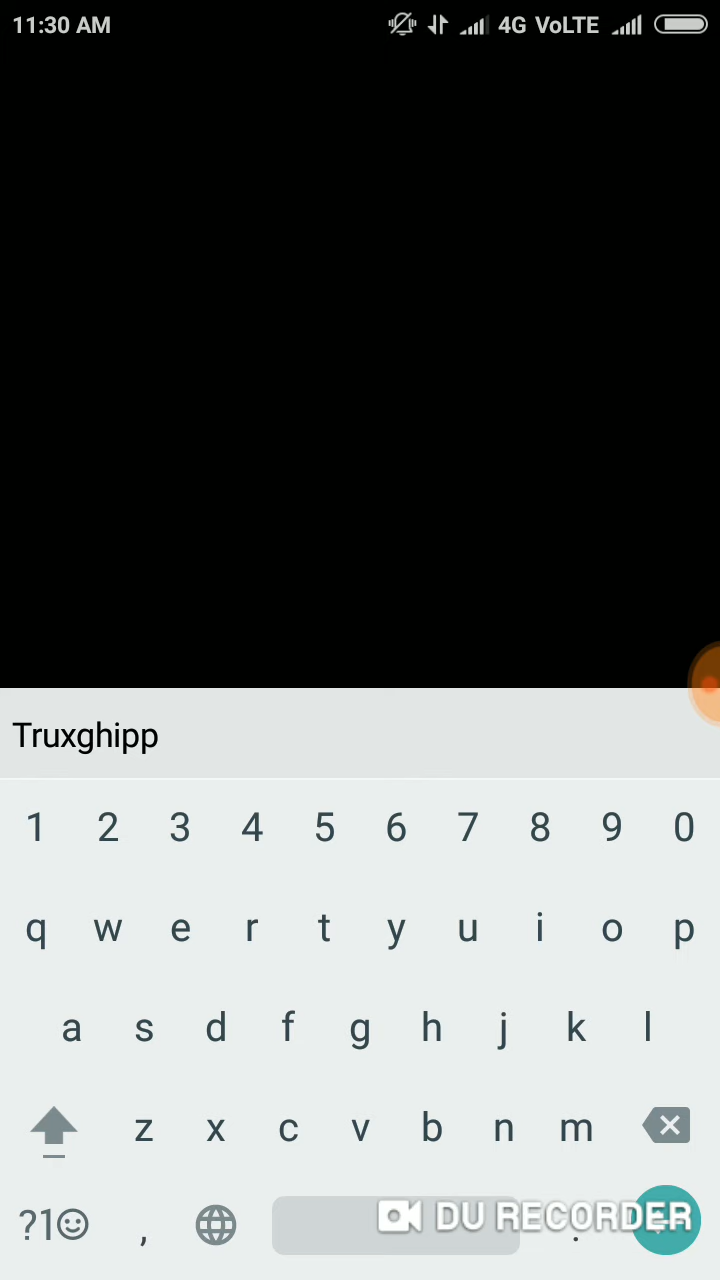 11:30 AM 4G VoLTE
Truxghipp
1 2 3 4 5 6 7 8 9 0
q w e r t y u i o p
a s d f g h j k l
z x c v b n m
?1☺ , DU RECORDER .